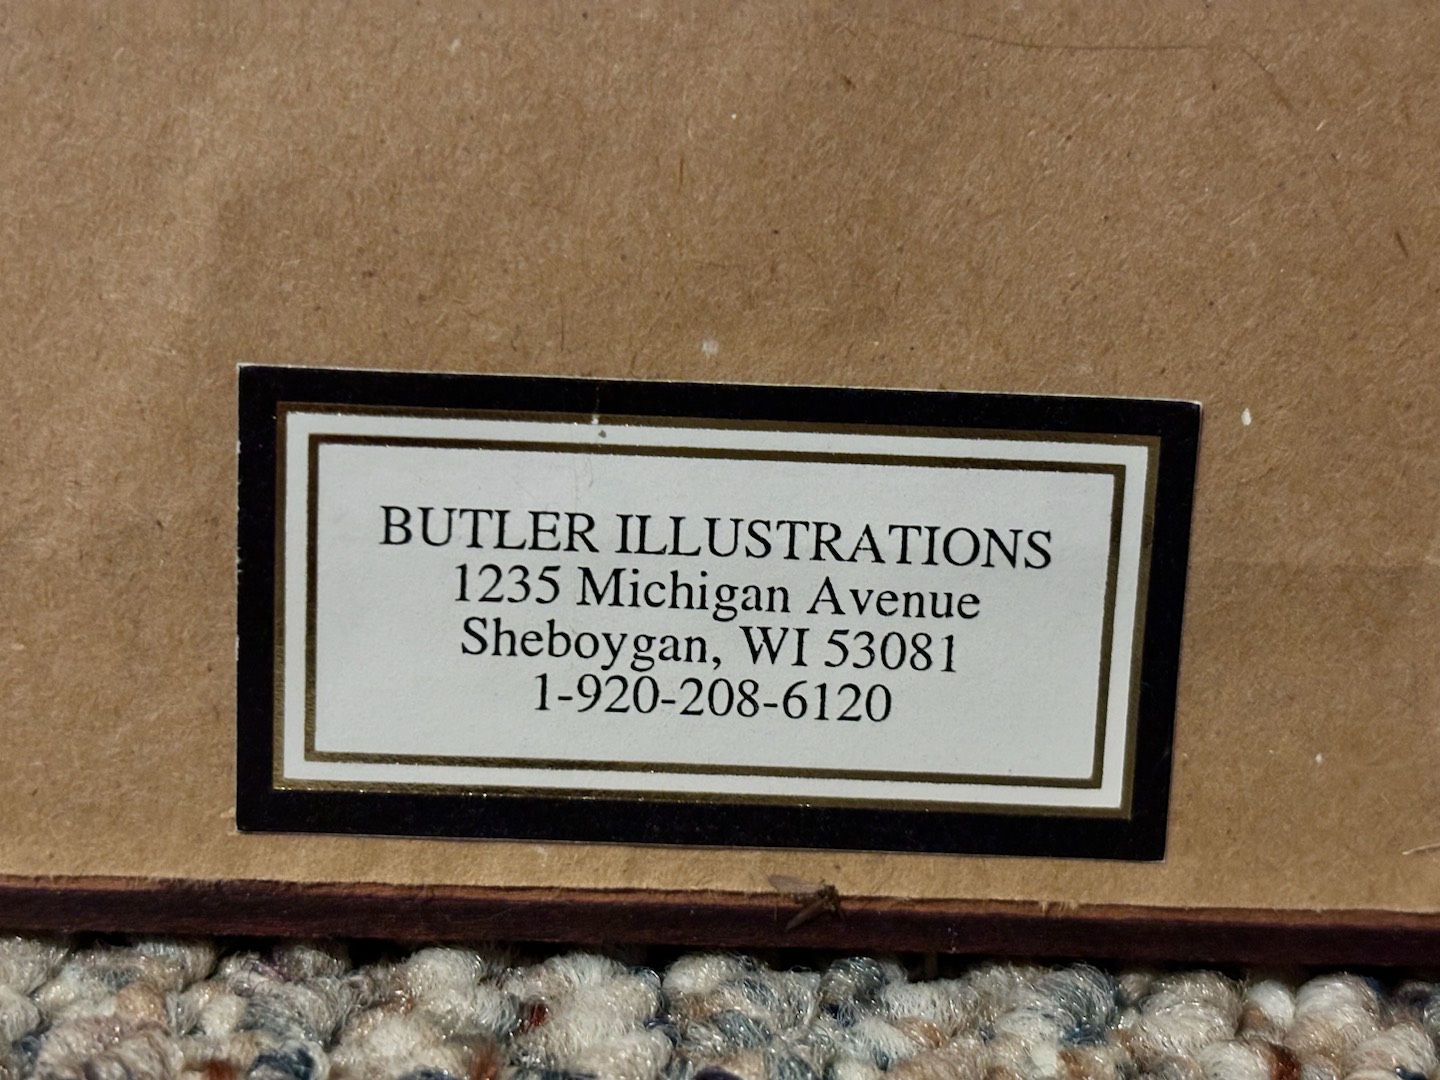 BUTLER ILLUSTRATIONS
1235 Michigan Avenue
Sheboygan, WI 53081
1-920-208-6120